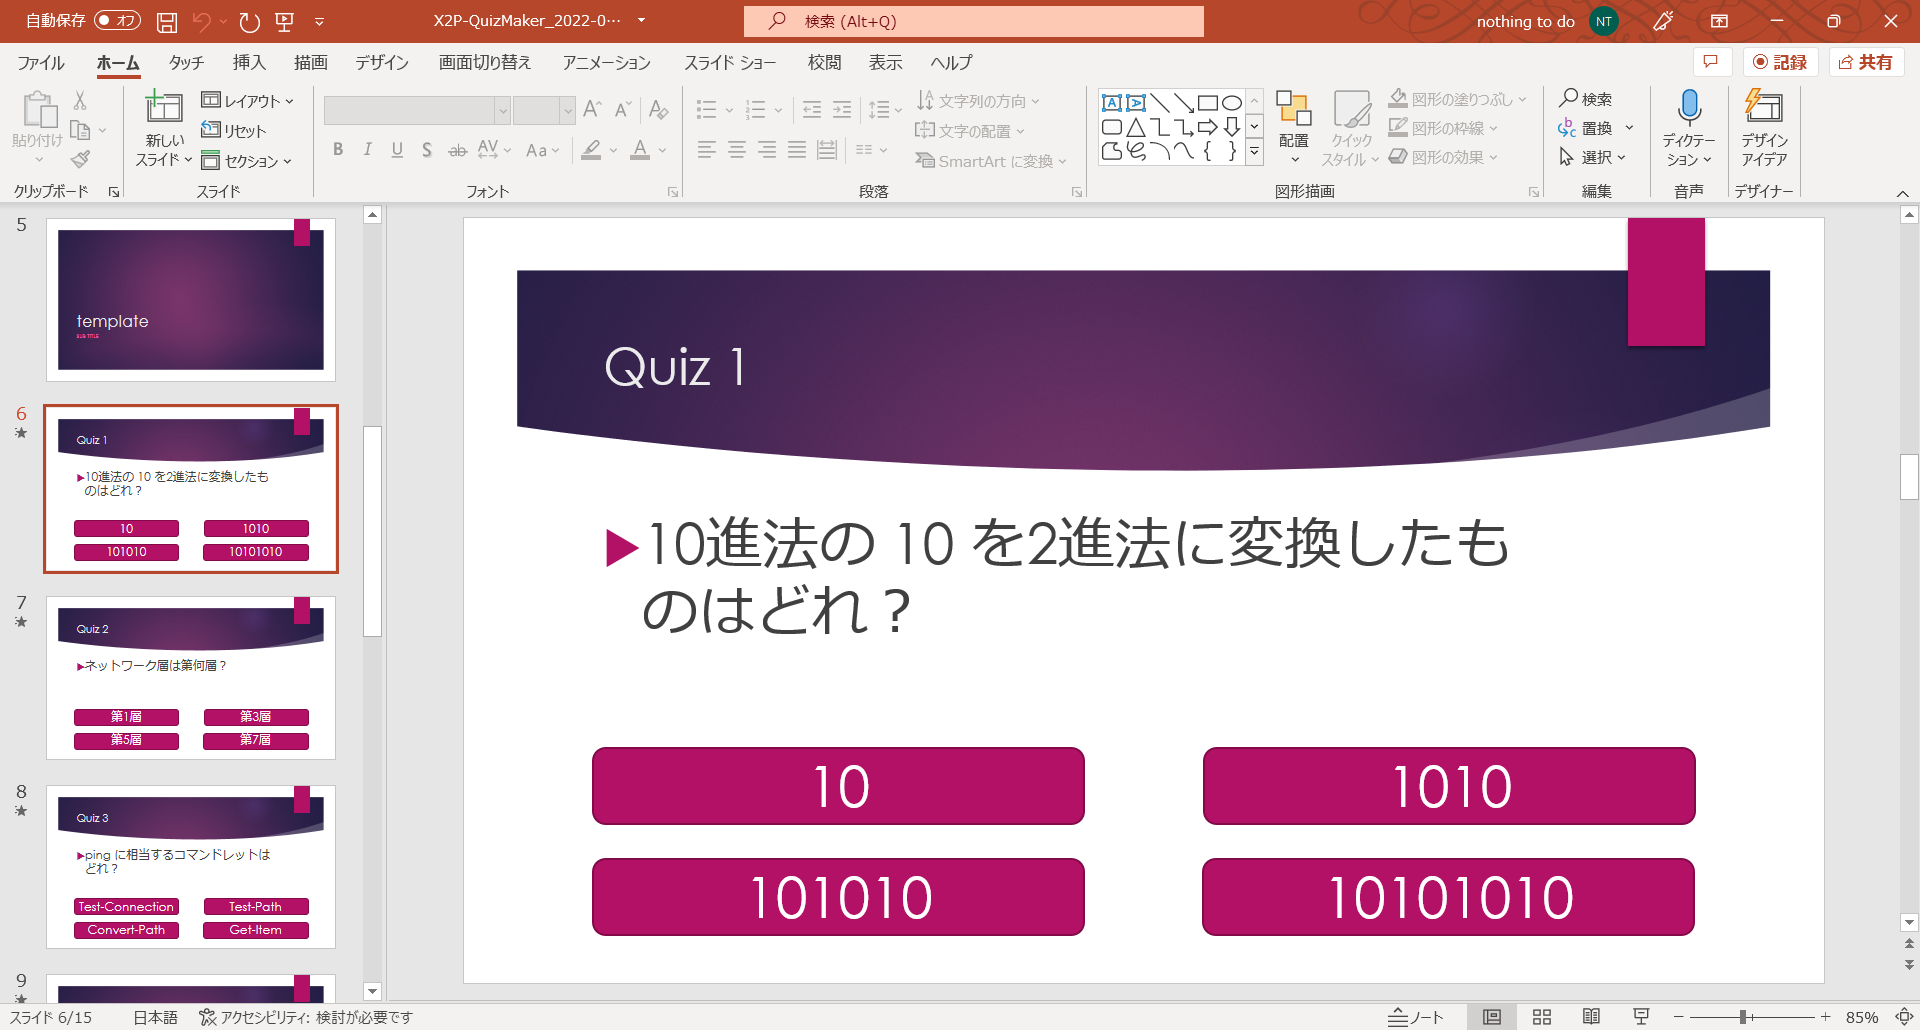 自動保存 オフ X2P-QuizMaker_2022-0… 検索 (Alt+Q) nothing to do NT
ファイル ホーム タッチ 挿入 描画 デザイン 画面切り替え アニメーション スライド ショー 校閲 表示 ヘルプ 記録 共有
貼り付け
クリップボード
新しい
スライド
レイアウト
リセット
セクション
スライド
B I U S ab AV Aa A
フォント
文字列の方向
文字の配置
SmartArt に変換
段落
配置
クイック
スタイル
図形の塗りつぶし
図形の枠線
図形の効果
図形描画
検索
置換
選択
編集
ディクテー
ション
音声
デザイン
アイデア
デザイナー
5
template
SUB TITLE
6
Quiz 1
10進法の 10 を2進法に変換したも
のはどれ？
10 1010
101010 10101010
7
Quiz 2
ネットワーク層は第何層？
第1層 第3層
第5層 第7層
8
Quiz 3
ping に相当するコマンドレットは
どれ？
Test-Connection Test-Path
Convert-Path Get-Item
9
Quiz 1
10進法の 10 を2進法に変換したも
のはどれ？
10 1010
101010 10101010
スライド 6/15 日本語 アクセシビリティ: 検討が必要です ノート 85%